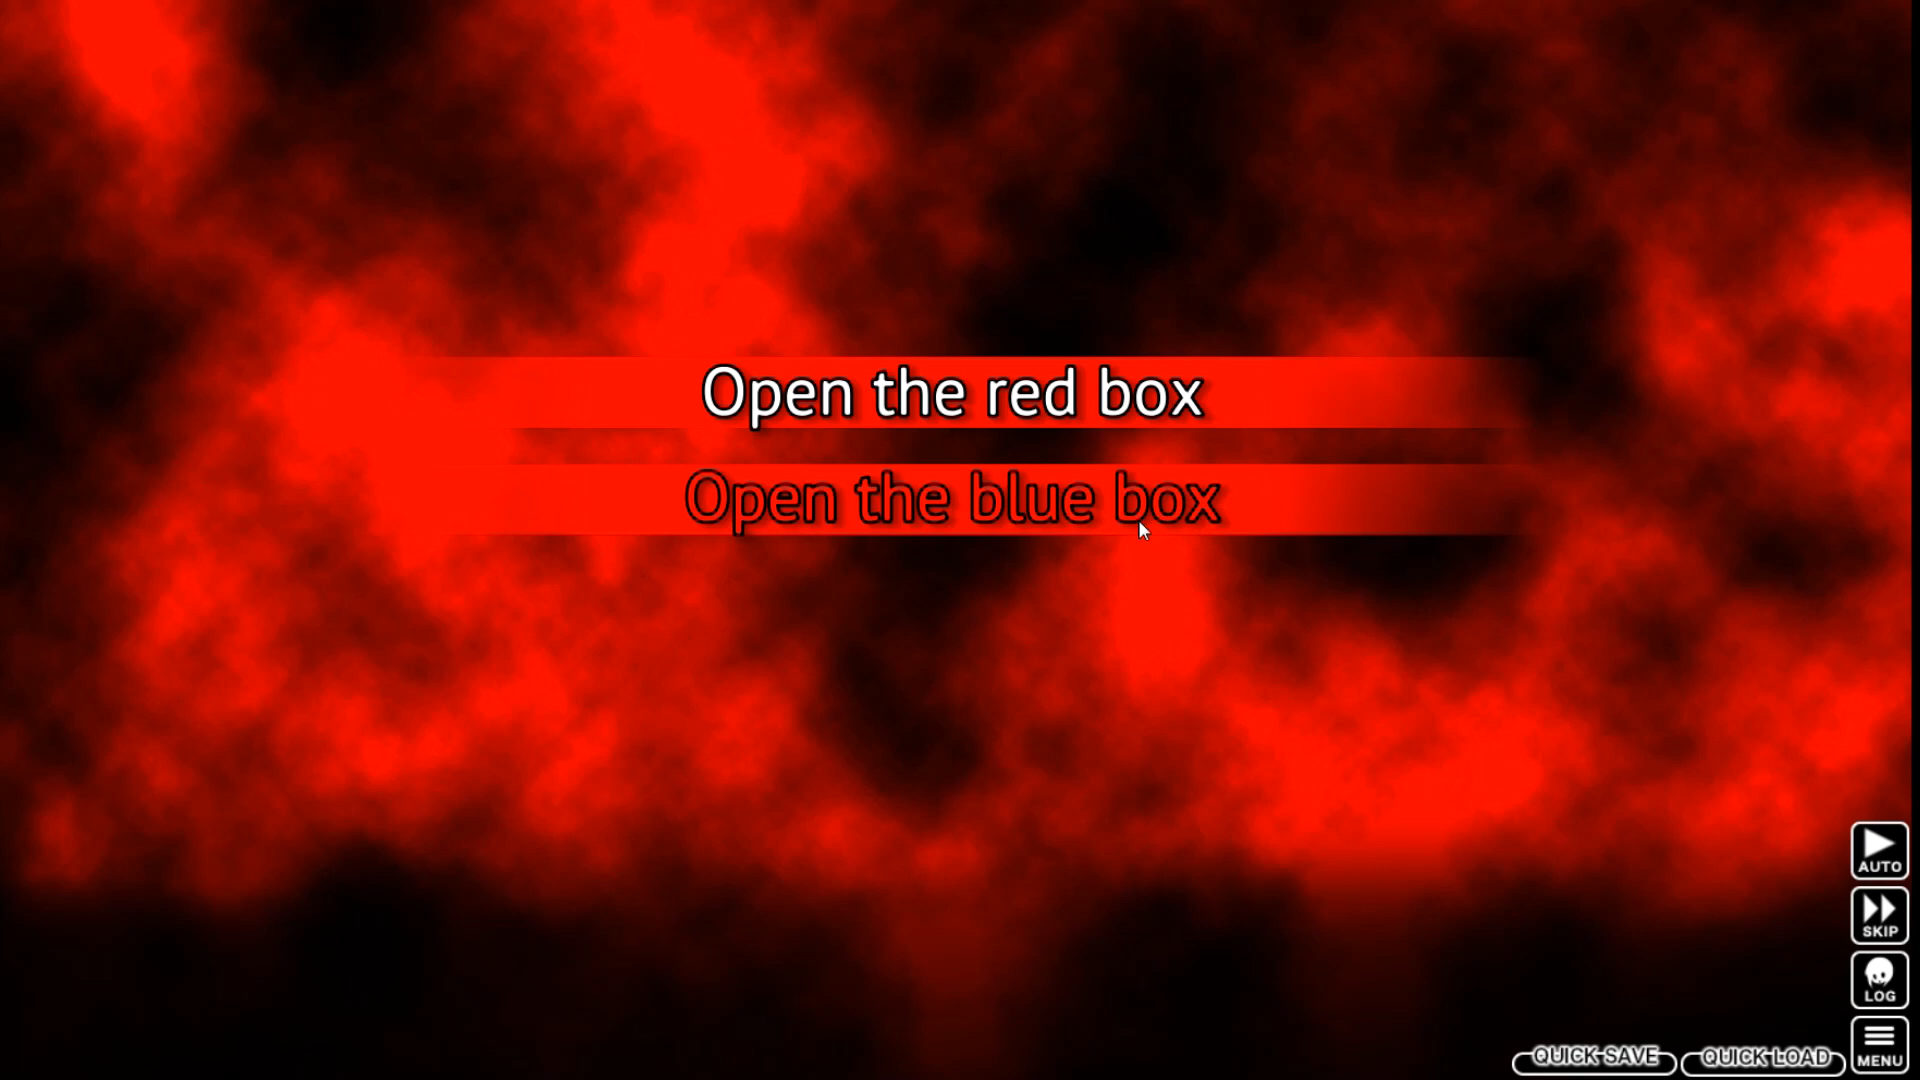 Open the red box
Open the blue box
AUTO
SKIP
LOG
MENU
QUICK SAVE
QUICK LOAD